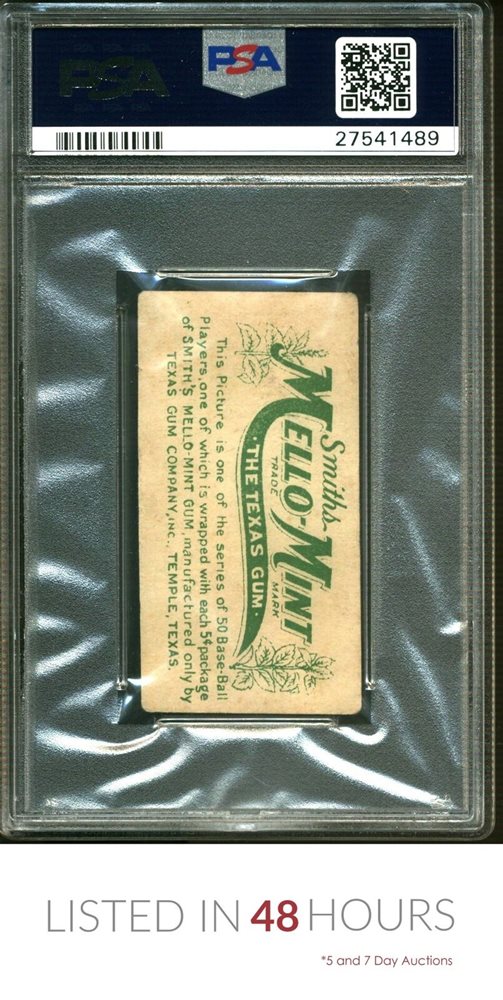 PSA
PSA
27541489
Smiths
MELLO-MINT
TRADE MARK
·THE TEXAS GUM·
This Picture is one of the series of 50 Base-Ball
Players, one of which is wrapped with each 5¢ package
of SMITH'S MELLO-MINT GUM, manufactured only by
TEXAS GUM COMPANY, INC., TEMPLE, TEXAS.
LISTED IN 48 HOURS
*5 and 7 Day Auctions